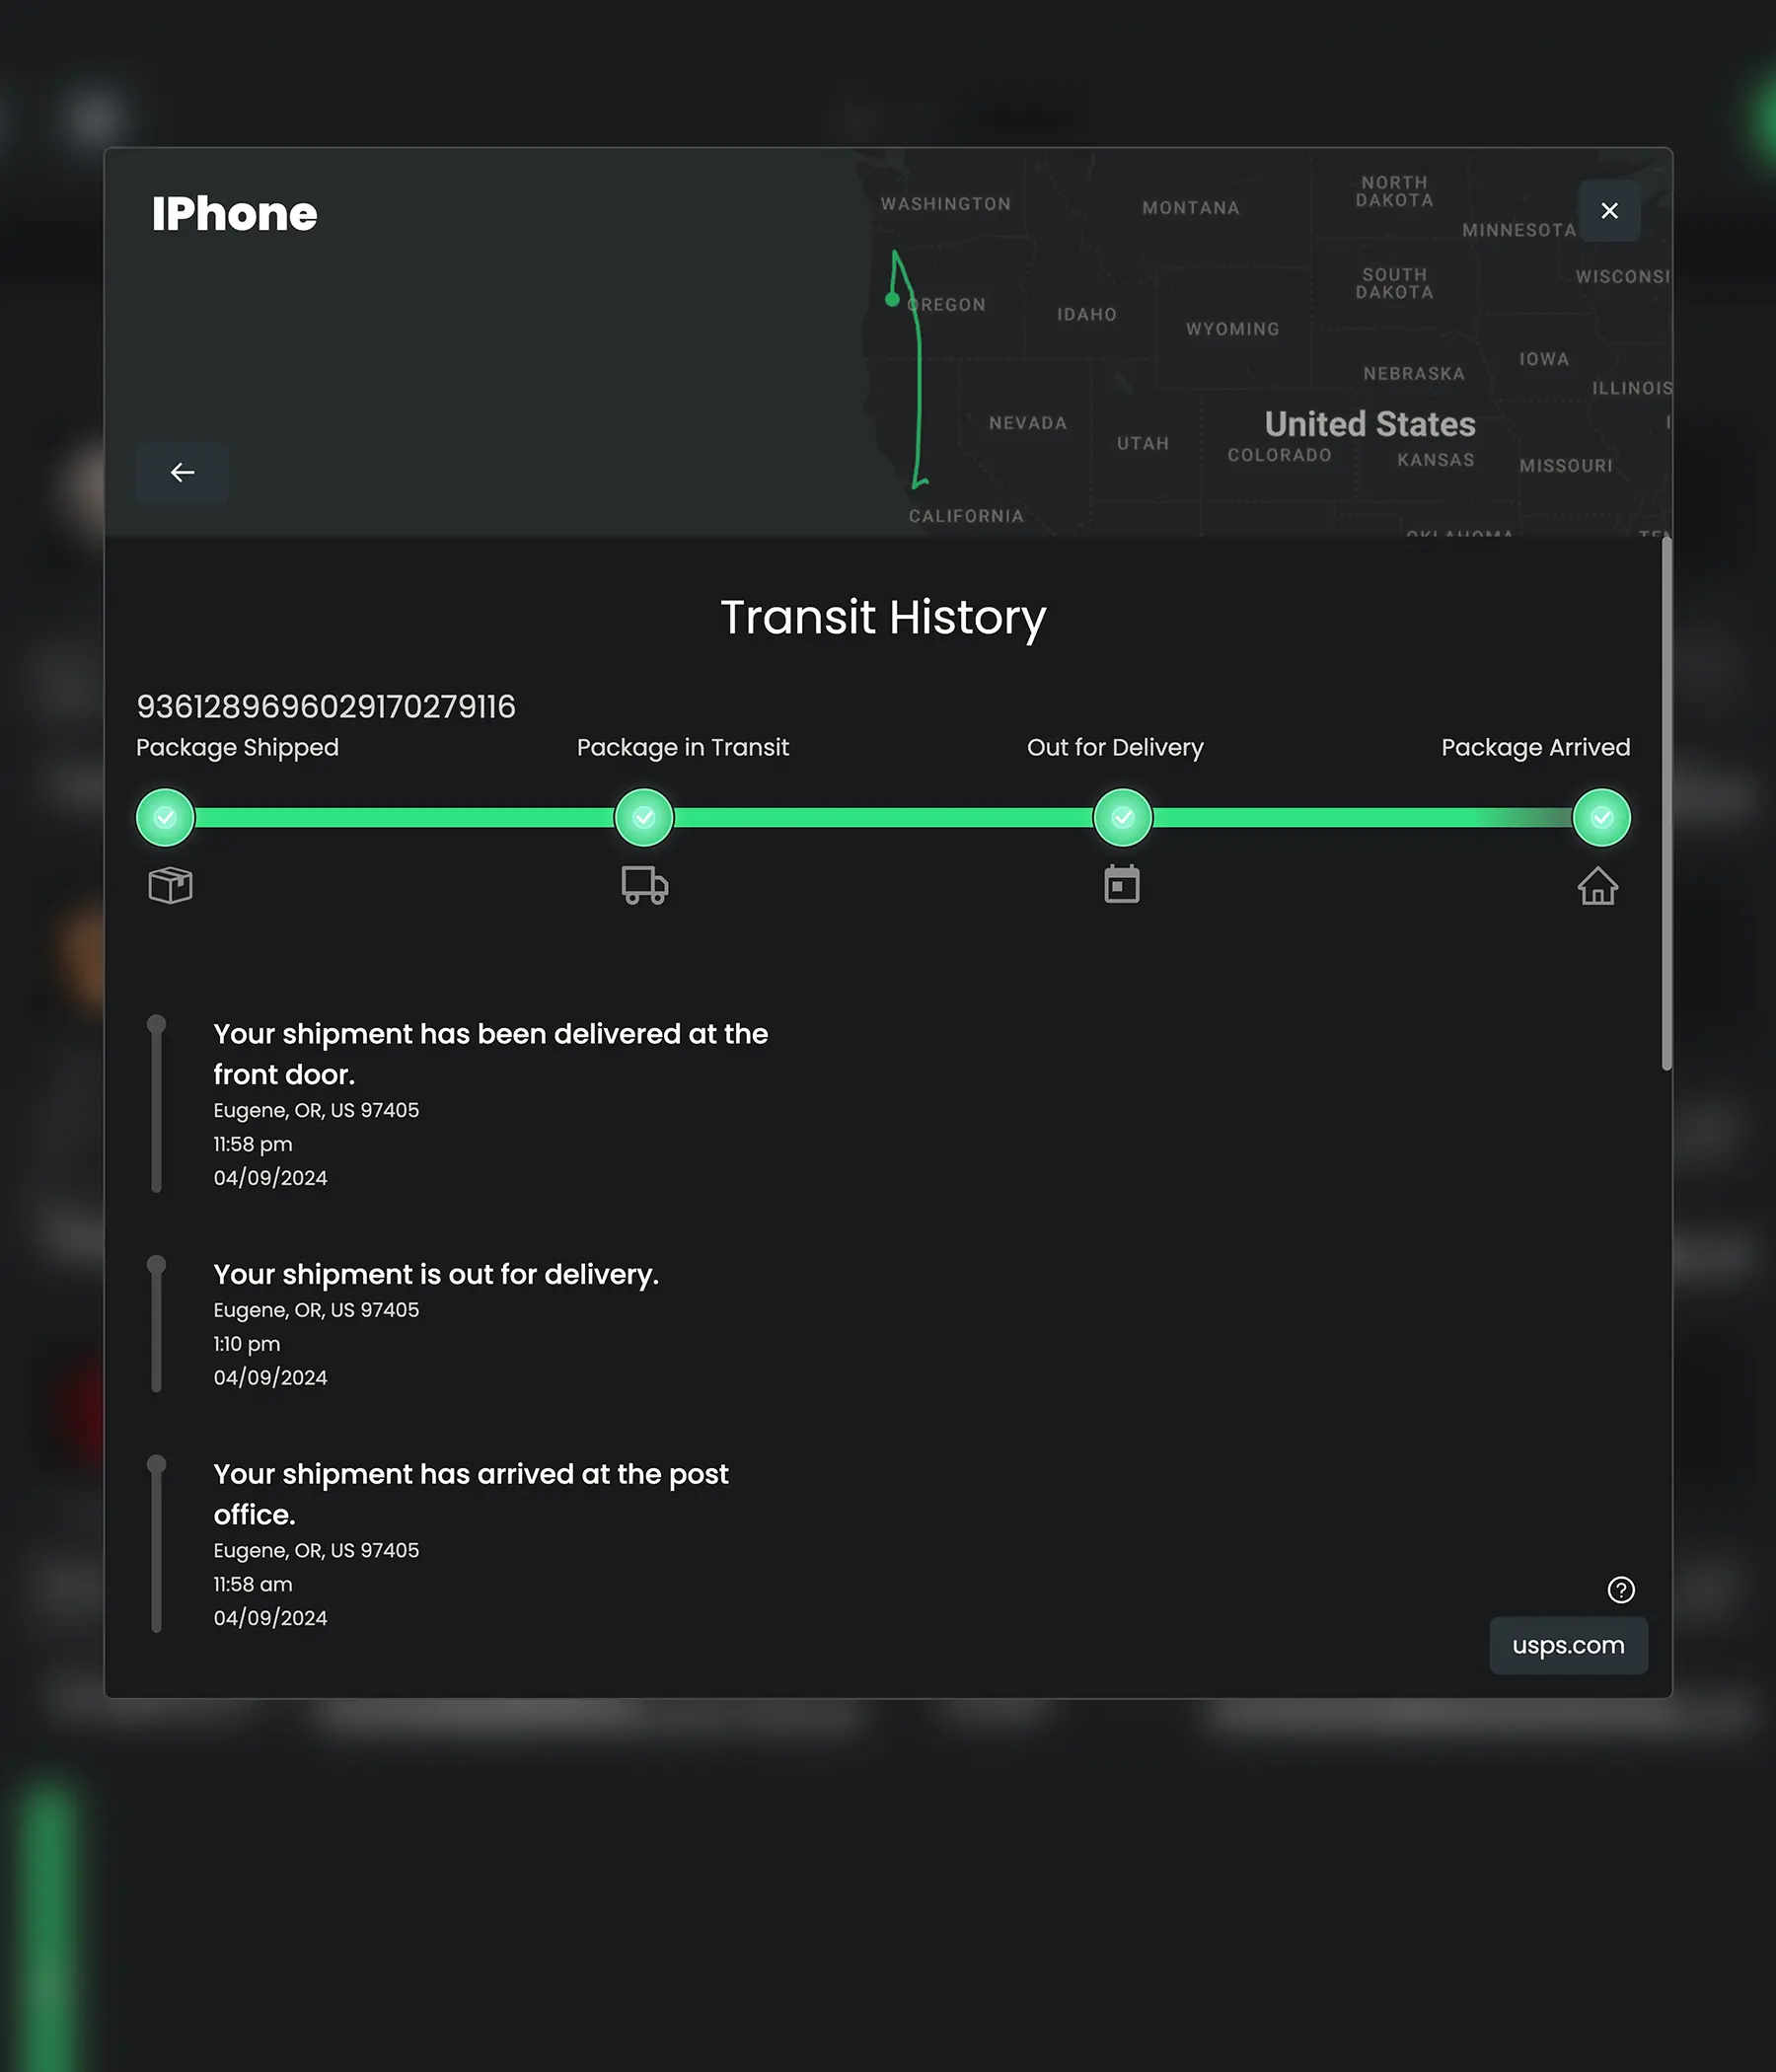 IPhone
WASHINGTON
MONTANA
NORTH
DAKOTA
MINNESOTA
OREGON
IDAHO
SOUTH
DAKOTA
WISCONSI
WYOMING
IOWA
NEBRASKA
ILLINOIS
NEVADA
UTAH
United States
COLORADO
KANSAS
MISSOURI
CALIFORNIA
OKLAHOMA
TEN
Transit History
9361289696029170279116
Package Shipped
Package in Transit
Out for Delivery
Package Arrived
Your shipment has been delivered at the
front door.
Eugene, OR, US 97405
11:58 pm
04/09/2024
Your shipment is out for delivery.
Eugene, OR, US 97405
1:10 pm
04/09/2024
Your shipment has arrived at the post
office.
Eugene, OR, US 97405
11:58 am
04/09/2024
usps.com